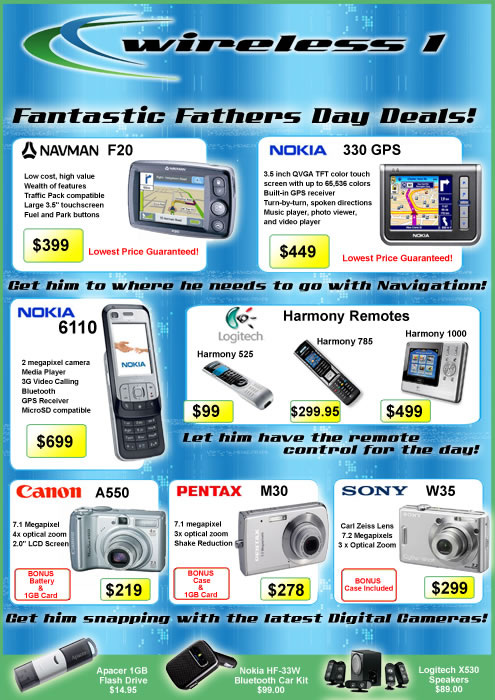 wireless 1
Fantastic Fathers Day Deals!
NAVMAN F20
Low cost, high value
Wealth of features
Traffic Pack compatible
Large 3.5" touchscreen
Fuel and Park buttons
$399
Lowest Price Guaranteed!
NOKIA 330 GPS
3.5 inch QVGA TFT color touch
screen with up to 65,536 colors
Built-in GPS receiver
Turn-by-turn, spoken directions
Music player, photo viewer,
and video player
$449
Lowest Price Guaranteed!
NAVMAN
NOKIA
Get him to where he needs to go with Navigation!
NOKIA
6110
2 megapixel camera
Media Player
3G Video Calling
Bluetooth
GPS Receiver
MicroSD compatible
$699
NOKIA
Logitech
Harmony Remotes
Harmony 525
$99
Harmony 785
$299.95
Harmony 1000
$499
Let him have the remote
control for the day!
Canon A550
7.1 Megapixel
4x optical zoom
2.0" LCD Screen
BONUS
Battery
&
1GB Card
$219
PENTAX M30
7.1 megapixel
3x optical zoom
Shake Reduction
BONUS
Case
&
1GB Card
$278
PENTAX
SONY W35
Carl Zeiss Lens
7.2 Megapixels
3 x Optical Zoom
BONUS
Case Included
$299
SONY
Get him snapping with the latest Digital Cameras!
Apacer
Apacer 1GB
Flash Drive
$14.95
Nokia HF-33W
Bluetooth Car Kit
$99.00
Logitech X530
Speakers
$89.00